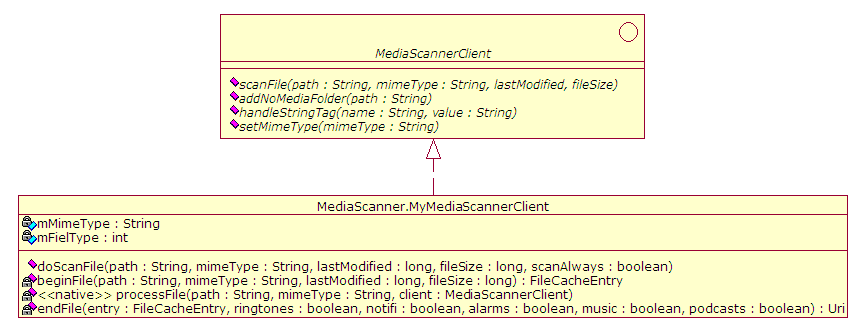 MediaScannerClient
scanFile(path : String, mimeType : String, lastModified, fileSize)
addNoMediaFolder(path : String)
handleStringTag(name : String, value : String)
setMimeType(mimeType : String)
MediaScanner.MyMediaScannerClient
mMimeType : String
mFielType : int
doScanFile(path : String, mimeType : String, lastModified : long, fileSize : long, scanAlways : boolean)
beginFile(path : String, mimeType : String, lastModified : long, fileSize : long) : FileCacheEntry
<<native>> processFile(path : String, mimeType : String, client : MediaScannerClient)
endFile(entry : FileCacheEntry, ringtones : boolean, notifi : boolean, alarms : boolean, music : boolean, podcasts : boolean) : Uri